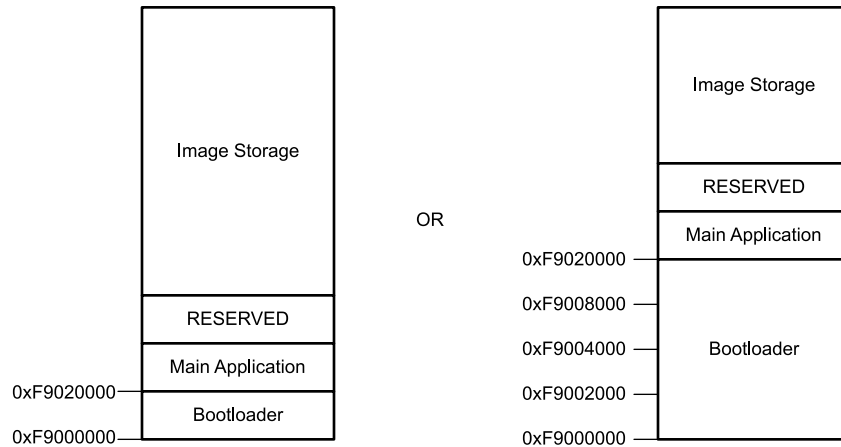 Image Storage
RESERVED
Main Application
0xF9020000
Bootloader
0xF9000000
OR
Image Storage
RESERVED
Main Application
0xF9020000
0xF9008000
0xF9004000
Bootloader
0xF9002000
0xF9000000